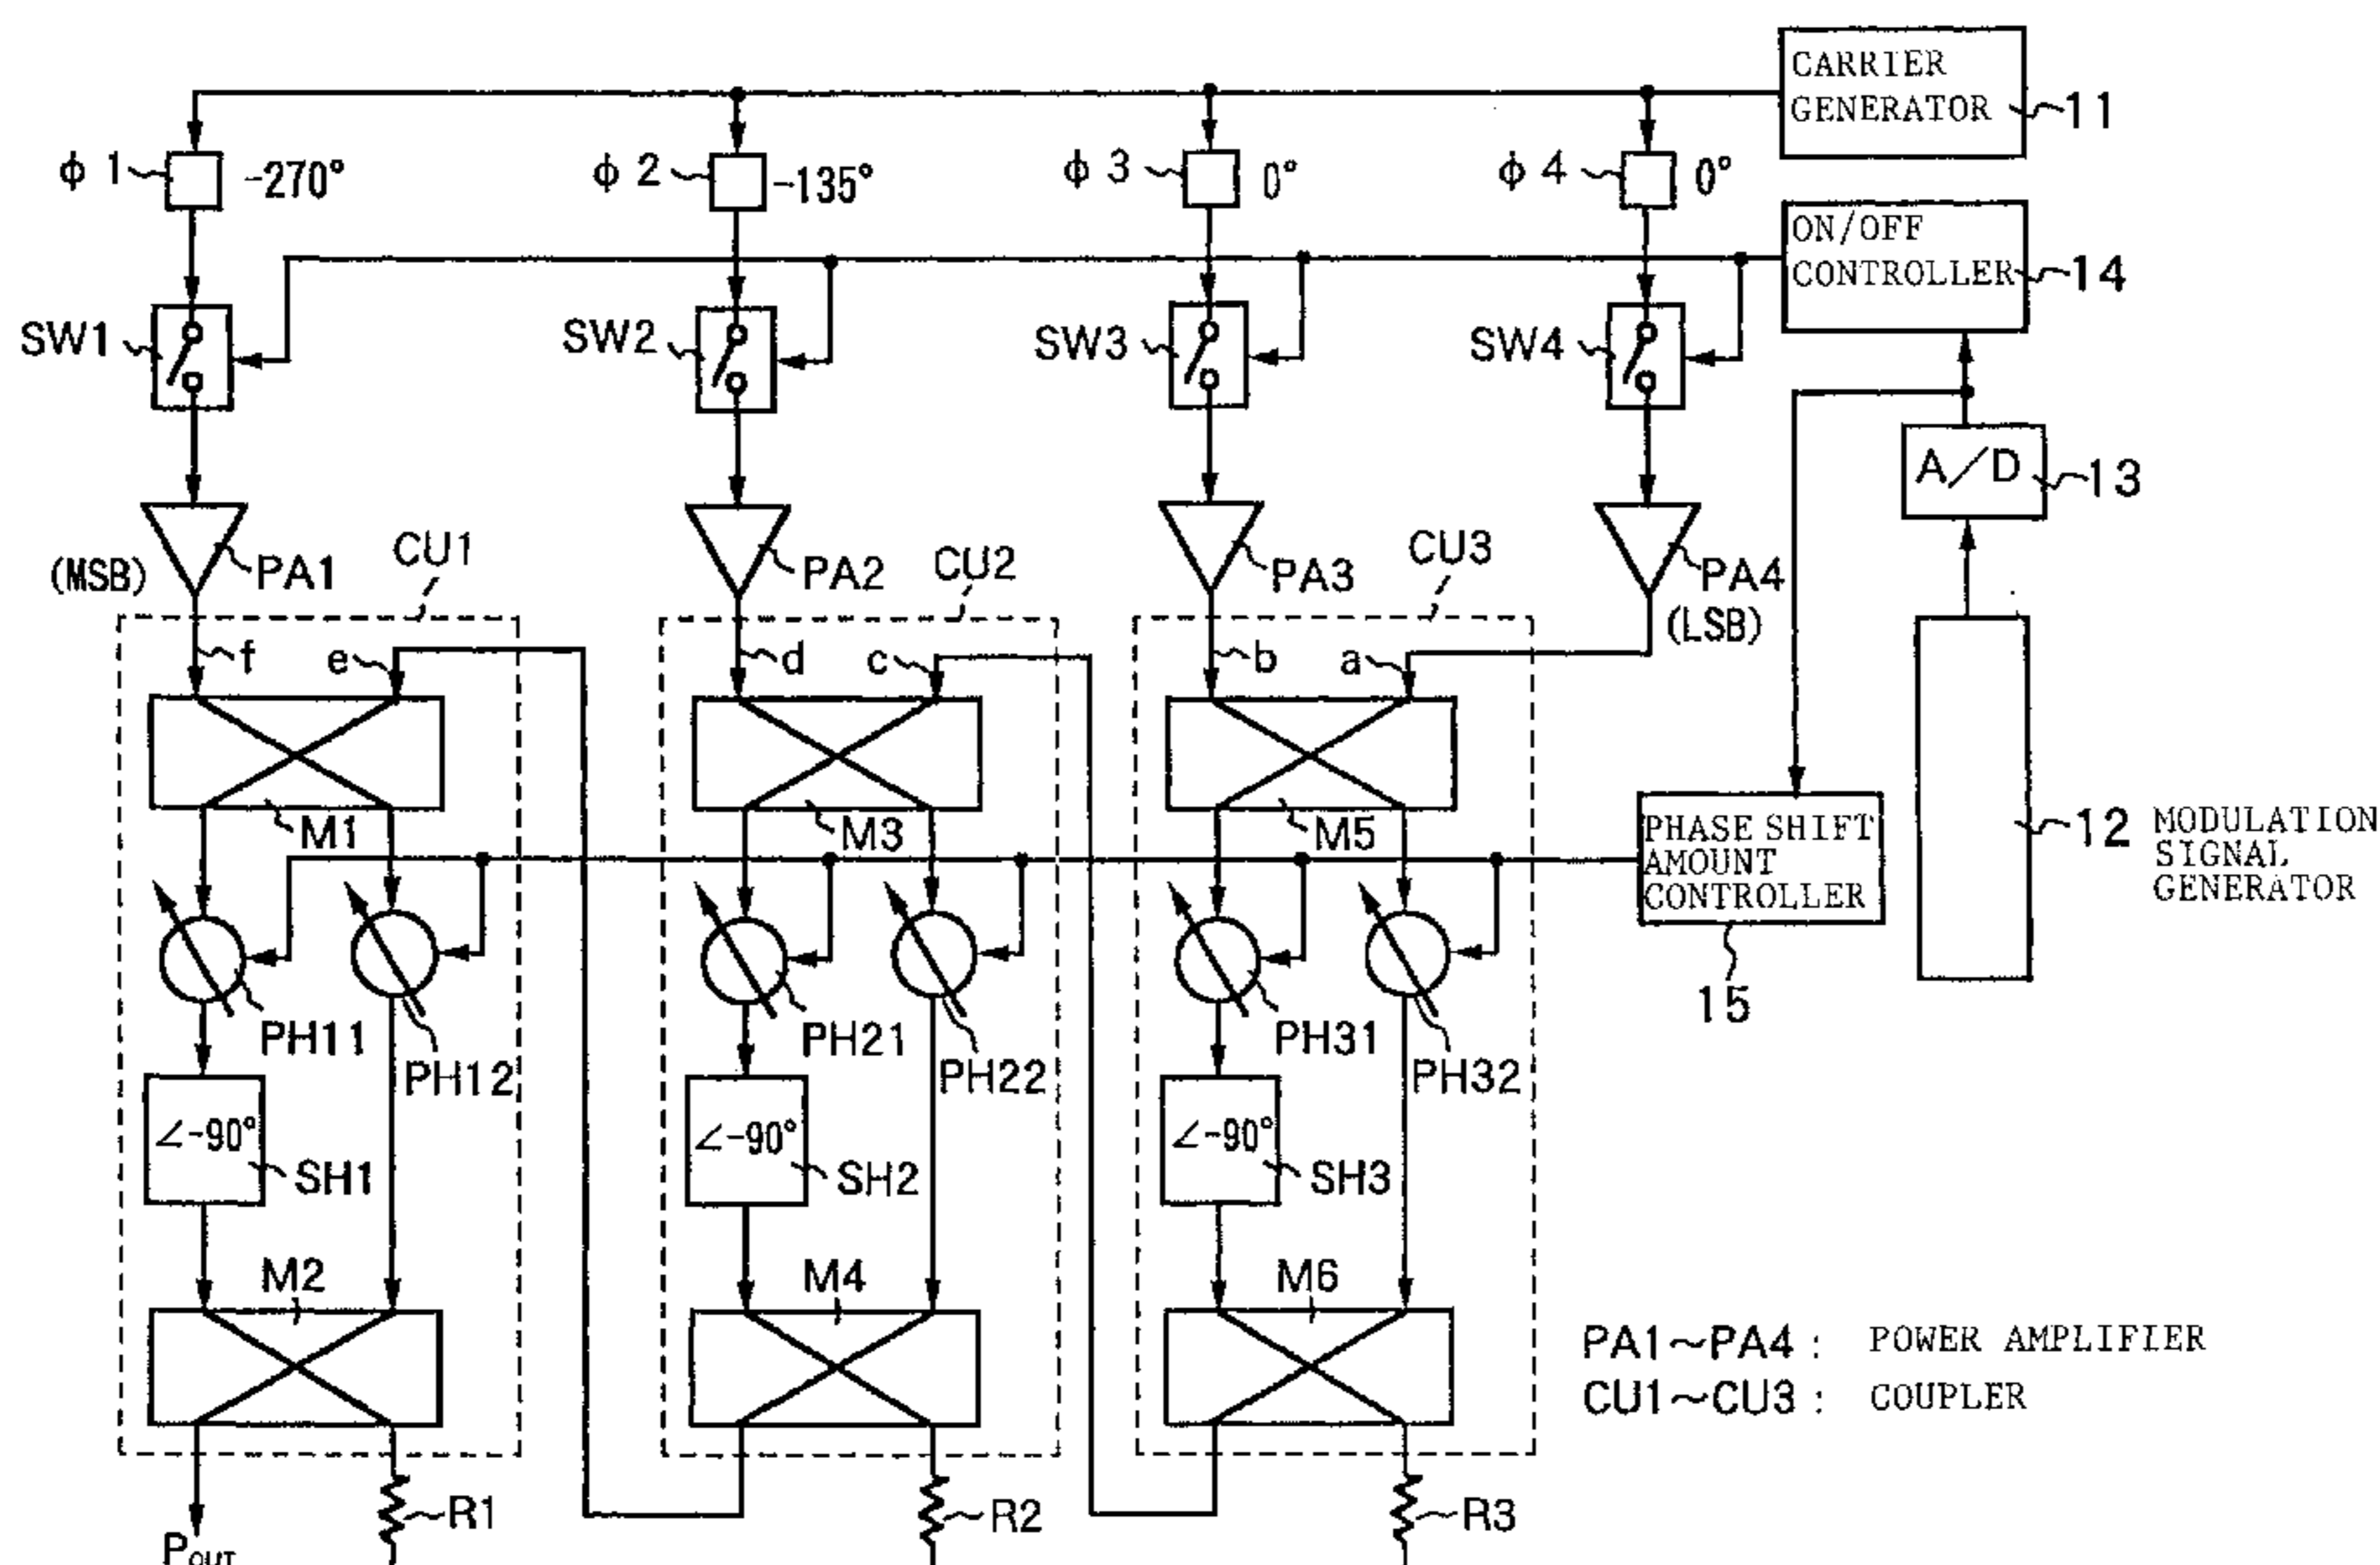 CARRIER
GENERATOR
11
φ 1
-270°
φ 2
-135°
φ 3
0°
φ 4
0°
ON/OFF
CONTROLLER
14
SW1
SW2
SW3
SW4
A/D
13
(MSB)
PA1
CU1
PA2
CU2
PA3
CU3
PA4
(LSB)
f
e
d
c
b
a
M1
M3
M5
PHASE SHIFT
AMOUNT
CONTROLLER
15
12
MODULATION
SIGNAL
GENERATOR
PH11
PH12
PH21
PH22
PH31
PH32
∠-90°
SH1
∠-90°
SH2
∠-90°
SH3
M2
M4
M6
PA1~PA4 : POWER AMPLIFIER
CU1~CU3 : COUPLER
R1
R2
R3
POUT